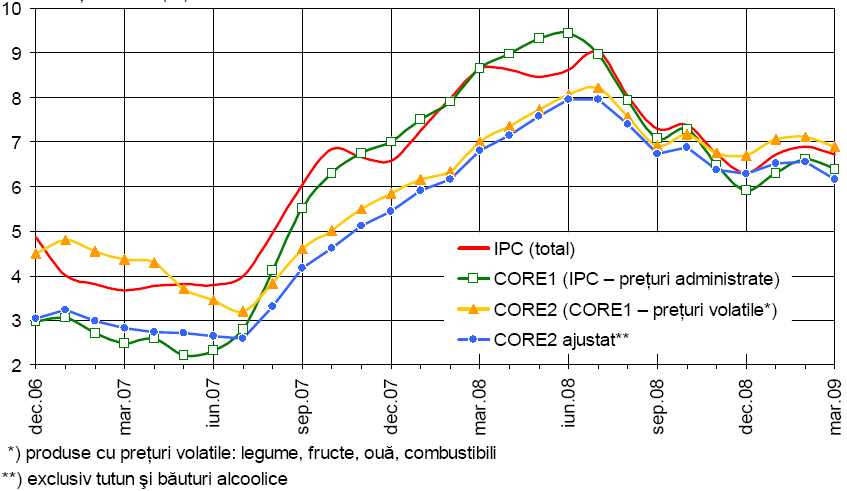 10
9
8
7
6
5
4
3
2
IPC (total)
CORE1 (IPC – prețuri administrate)
CORE2 (CORE1 – prețuri volatile*)
CORE2 ajustat**
dec.06
mar.07
iun.07
sep.07
dec.07
mar.08
iun.08
sep.08
dec.08
mar.09
*) produse cu prețuri volatile: legume, fructe, ouă, combustibili
**) exclusiv tutun şi băuturi alcoolice